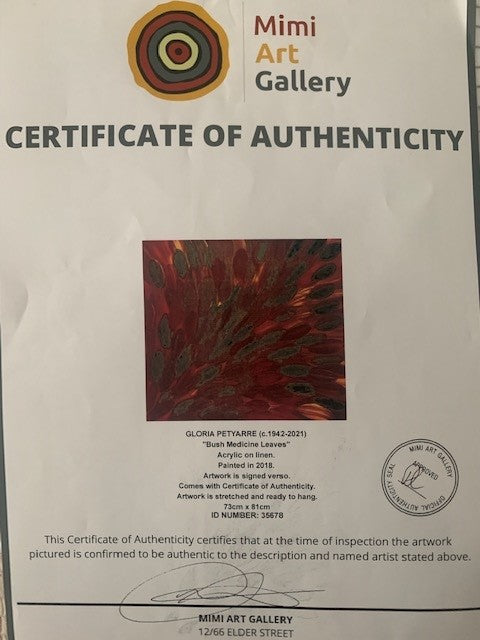 Mimi
Art
Gallery
CERTIFICATE OF AUTHENTICITY
GLORIA PETYARRE (c.1942-2021)
"Bush Medicine Leaves"
Acrylic on linen.
Painted in 2018.
Artwork is signed verso.
Comes with Certificate of Authenticity.
Artwork is stretched and ready to hang.
73cm x 81cm
ID NUMBER: 35678
MIMI ART GALLERY
APPROVED
OFFICIAL AUTHENTICITY SEAL
This Certificate of Authenticity certifies that at the time of inspection the artwork
pictured is confirmed to be authentic to the description and named artist stated above.
MIMI ART GALLERY
12/66 ELDER STREET